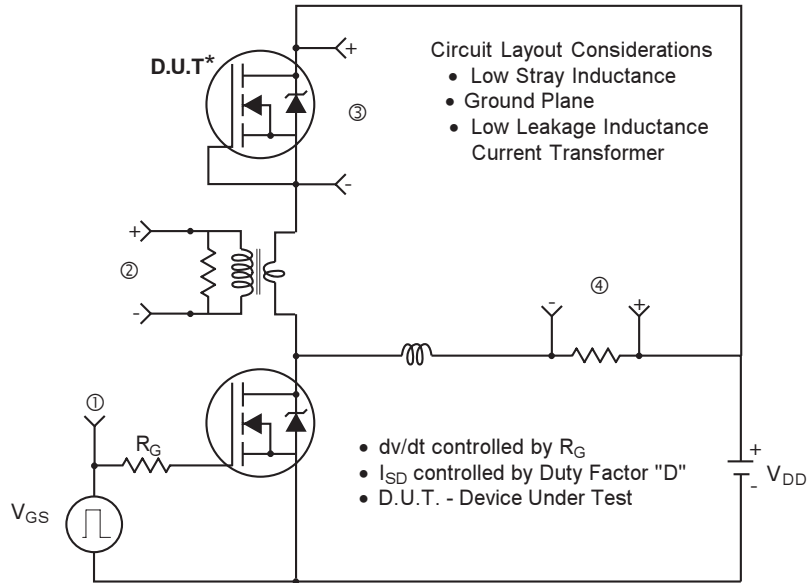 D.U.T*
+
Circuit Layout Considerations
• Low Stray Inductance
③
• Ground Plane
• Low Leakage Inductance
Current Transformer
-
+
②
-
④
- +
①
R_G
• dv/dt controlled by R_G
• I_SD controlled by Duty Factor "D"
• D.U.T. - Device Under Test
+
V_DD
-
V_GS